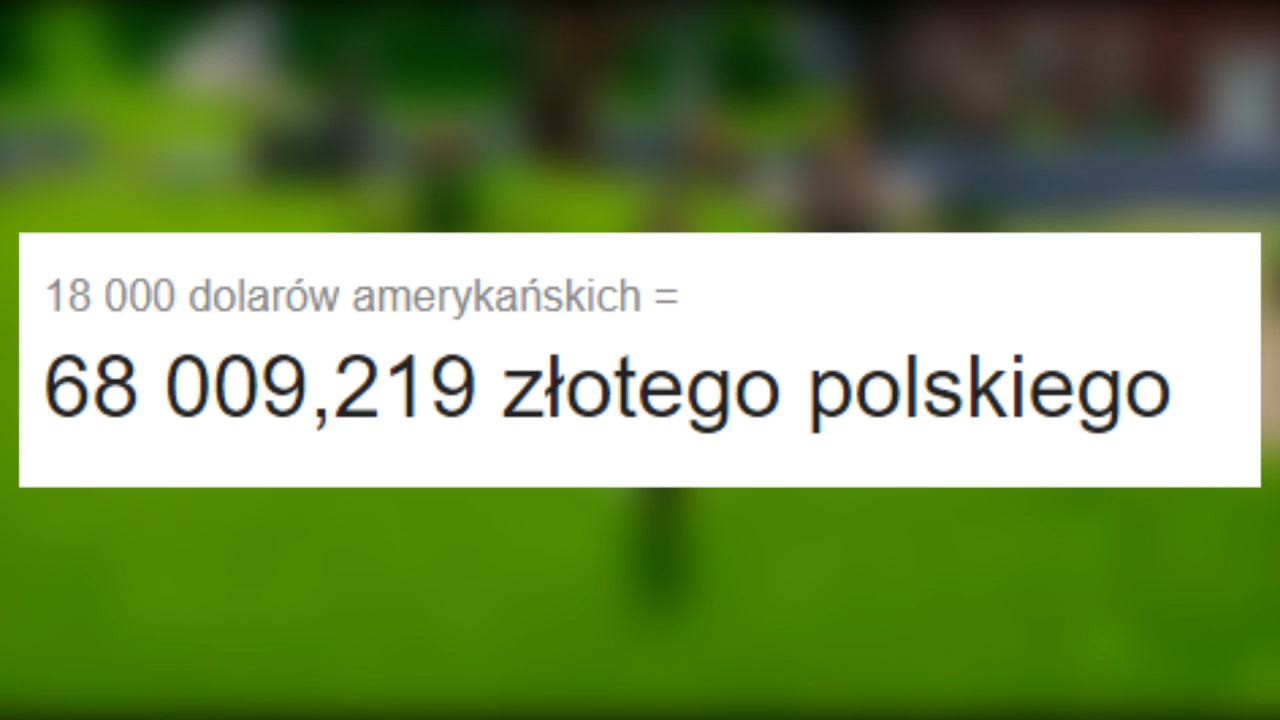 18 000 dolarów amerykańskich =
68 009,219 złotego polskiego